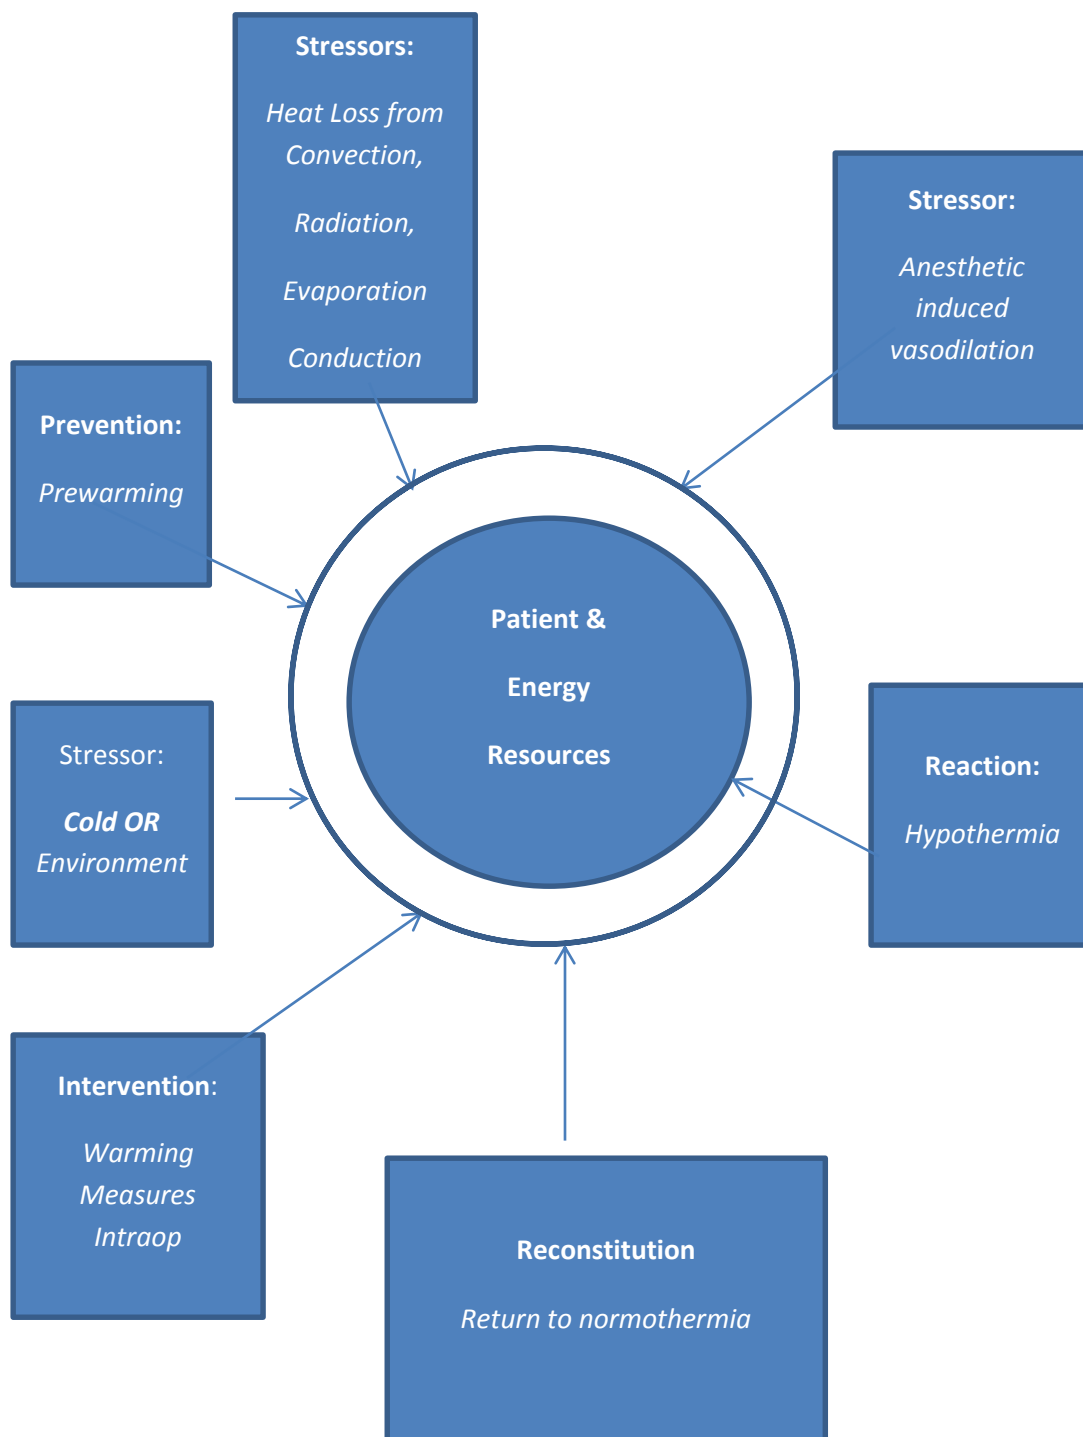 Stressors:
Heat Loss from
Convection,
Radiation,
Evaporation
Conduction
Stressor:
Anesthetic
induced
vasodilation
Prevention:
Prewarming
Patient &
Energy
Resources
Stressor:
Cold OR
Environment
Reaction:
Hypothermia
Intervention:
Warming
Measures
Intraop
Reconstitution
Return to normothermia